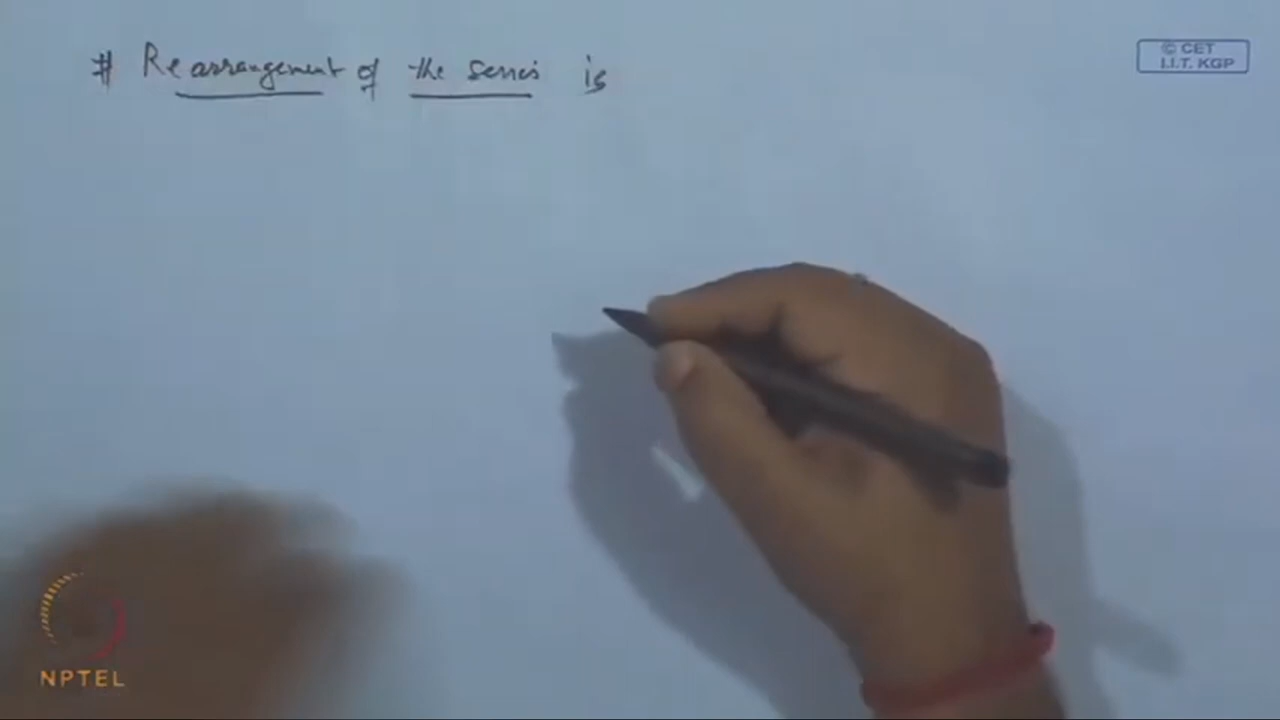 # Rearrangement of the series is
© CET
I.I.T. KGP
NPTEL